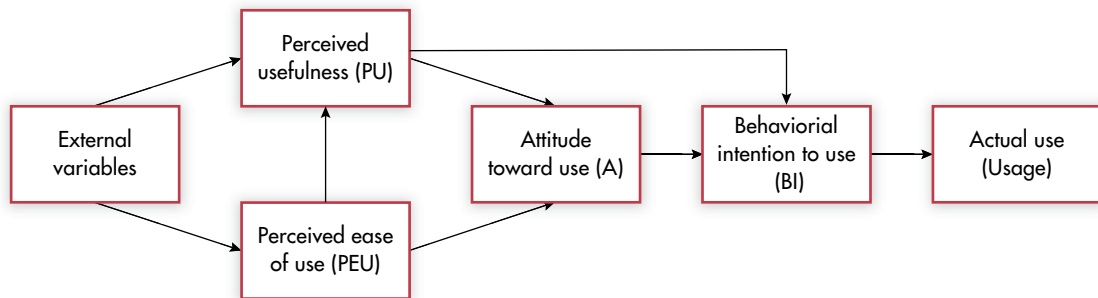 Perceived
usefulness (PU)
External
variables
Perceived ease
of use (PEU)
Attitude
toward use (A)
Behaviorial
intention to use
(BI)
Actual use
(Usage)